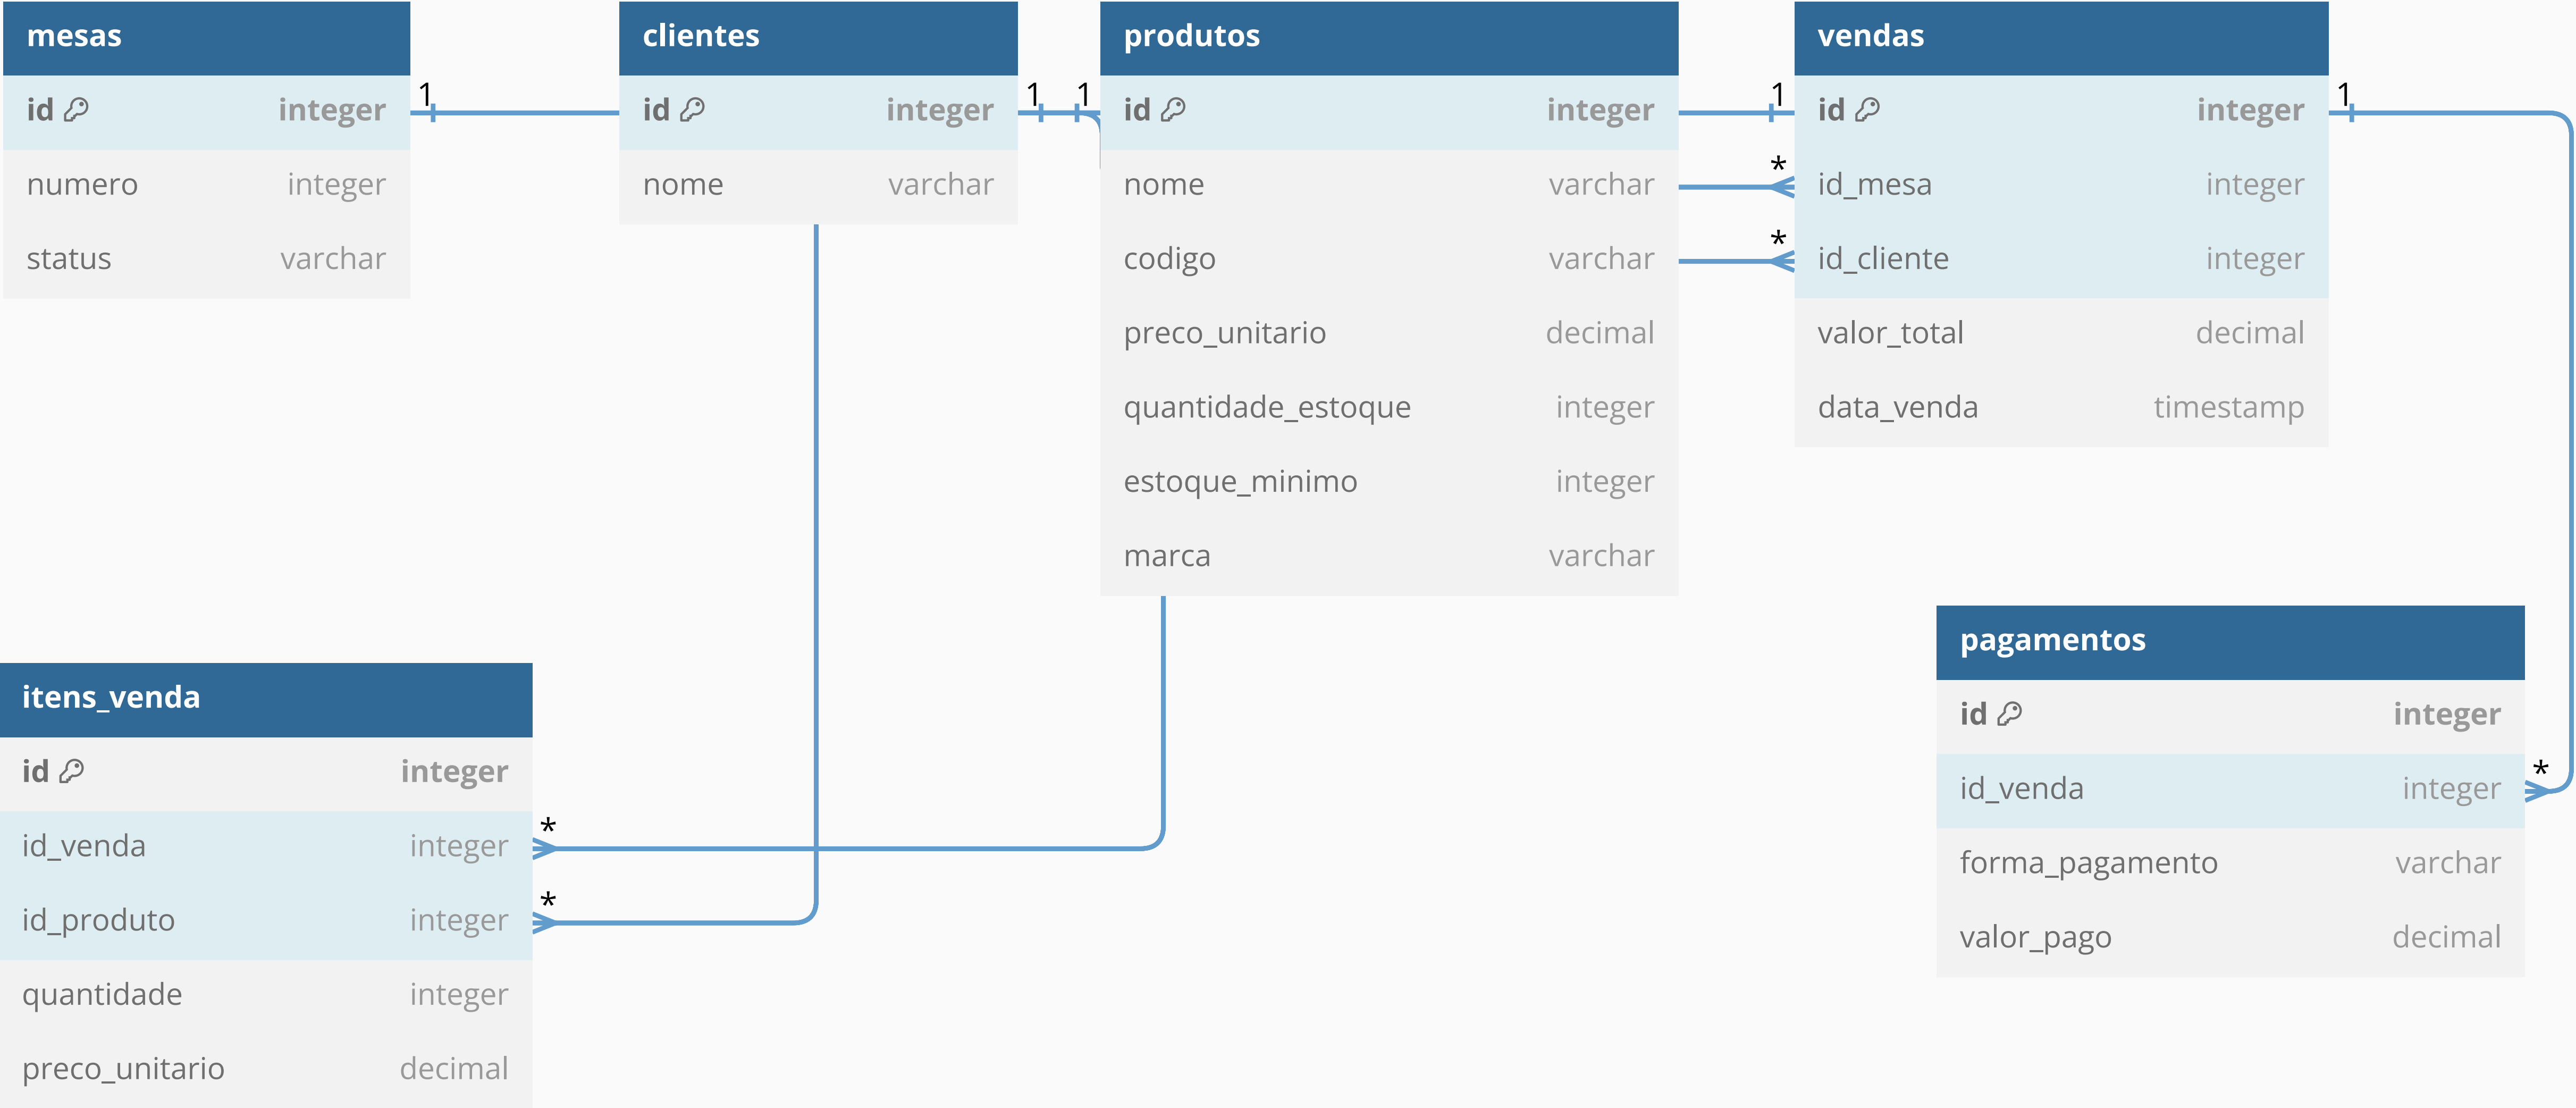 mesas
id integer
numero integer
status varchar
clientes
id integer
nome varchar
produtos
id integer
nome varchar
codigo varchar
preco_unitario decimal
quantidade_estoque integer
estoque_minimo integer
marca varchar
vendas
id integer
id_mesa integer
id_cliente integer
valor_total decimal
data_venda timestamp
1
1
1
1
1
*
*
itens_venda
id integer
id_venda integer
id_produto integer
quantidade integer
preco_unitario decimal
*
*
pagamentos
id integer
id_venda integer
forma_pagamento varchar
valor_pago decimal
*